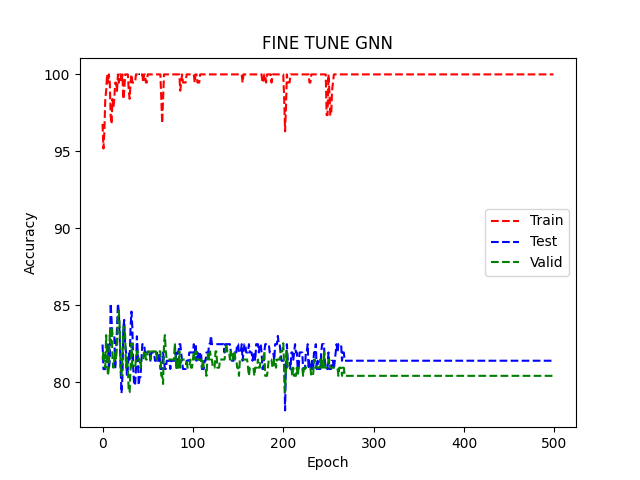 FINE TUNE GNN
100
95
90
85
80
Accuracy
Train
Test
Valid
0 100 200 300 400 500
Epoch